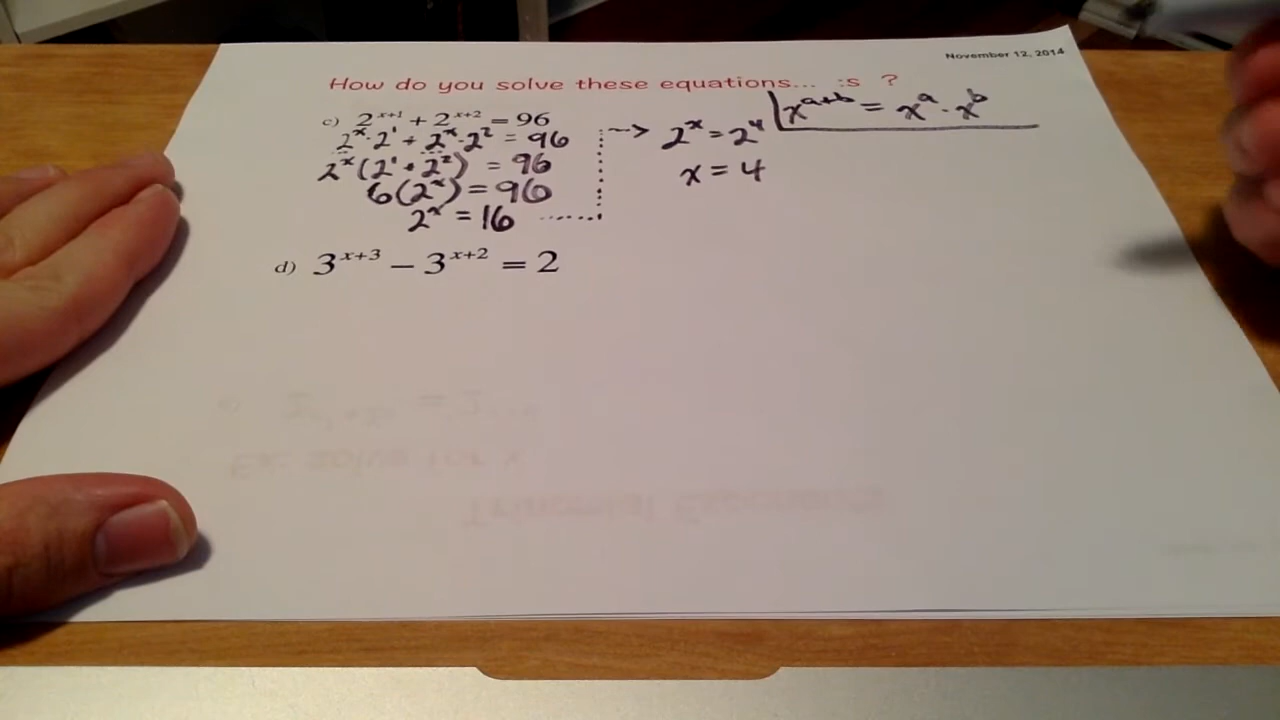 November 12, 2014
How do you solve these equations... :s ?
x^{a+b} = x^a · x^b
c) 2^{x+1} + 2^{x+2} = 96
2^x · 2^1 + 2^x · 2^2 = 96
2^x (2^1 + 2^2) = 96
6(2^x) = 96
2^x = 16
2^x = 2^4
x = 4
d) 3^{x+3} − 3^{x+2} = 2